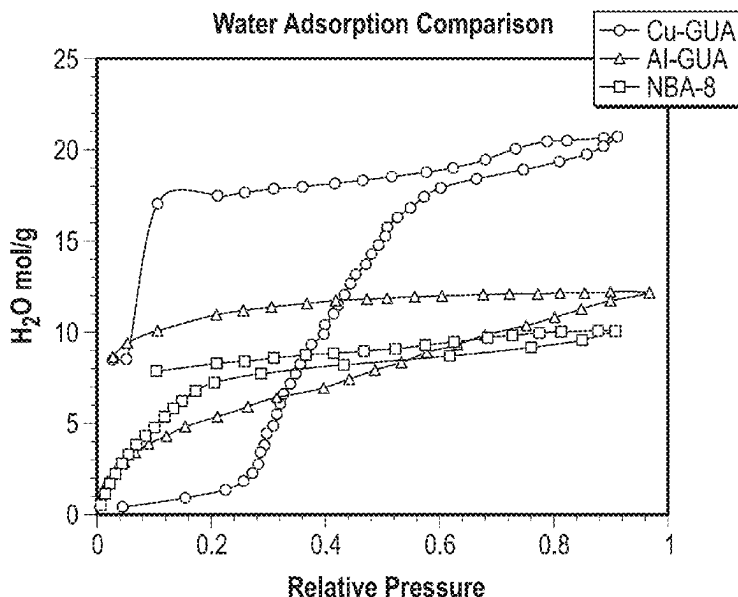 Water Adsorption Comparison
Cu-GUA
Al-GUA
NBA-8
H₂O mol/g
25
20
15
10
5
0
0 0.2 0.4 0.6 0.8 1
Relative Pressure